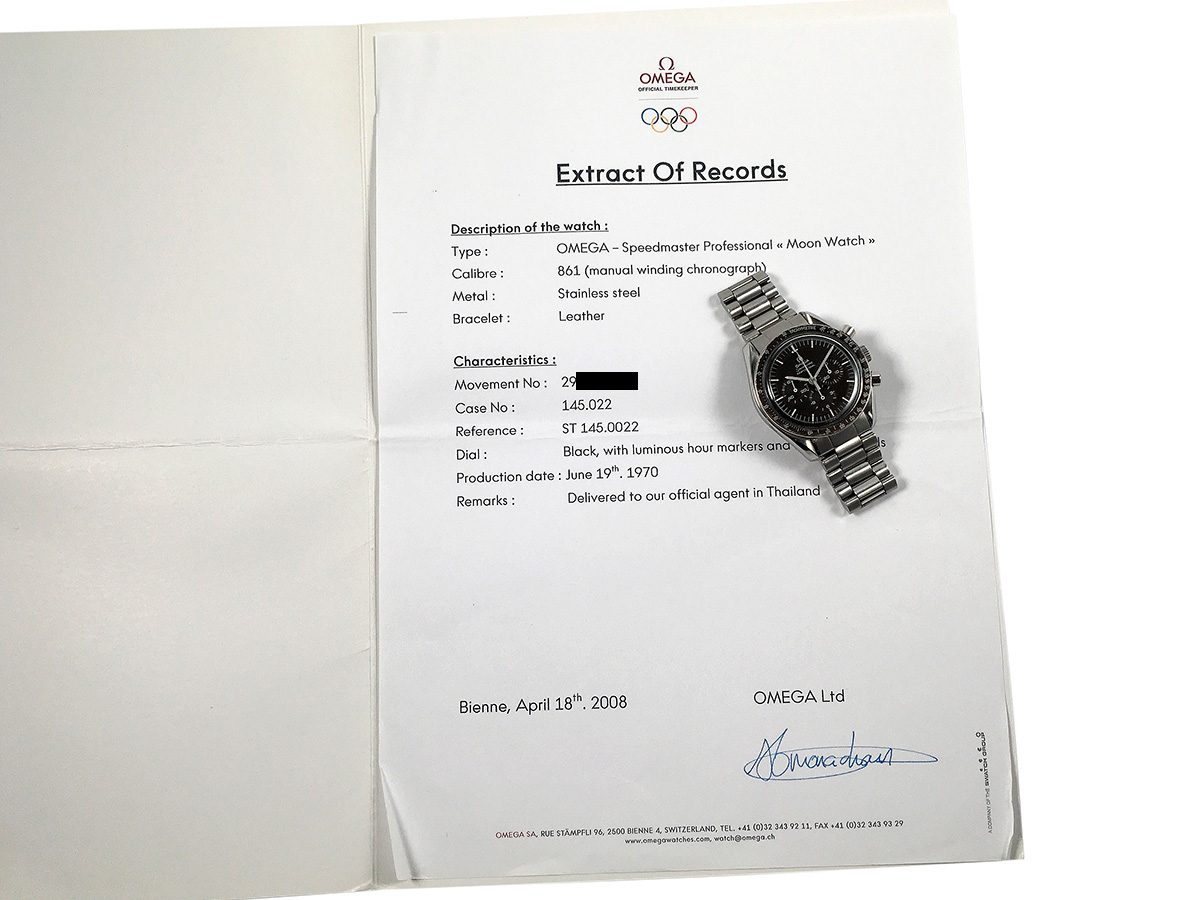 Ω
OMEGA
OFFICIAL TIMEKEEPER
Extract Of Records
Description of the watch :
Type : OMEGA – Speedmaster Professional « Moon Watch »
Calibre : 861 (manual winding chronograph)
Metal : Stainless steel
Bracelet : Leather
Characteristics :
Movement No : 29
Case No : 145.022
Reference : ST 145.0022
Dial : Black, with luminous hour markers and
Production date : June 19th. 1970
Remarks : Delivered to our official agent in Thailand
TACHYMETRE
Bienne, April 18th. 2008
OMEGA Ltd
A COMPANY OF THE SWATCH GROUP
OMEGA SA, RUE STÄMPFLI 96, 2500 BIENNE 4, SWITZERLAND, TEL. +41 (0)32 343 92 11, FAX +41 (0)32 343 93 29
www.omegawatches.com, watch@omega.ch